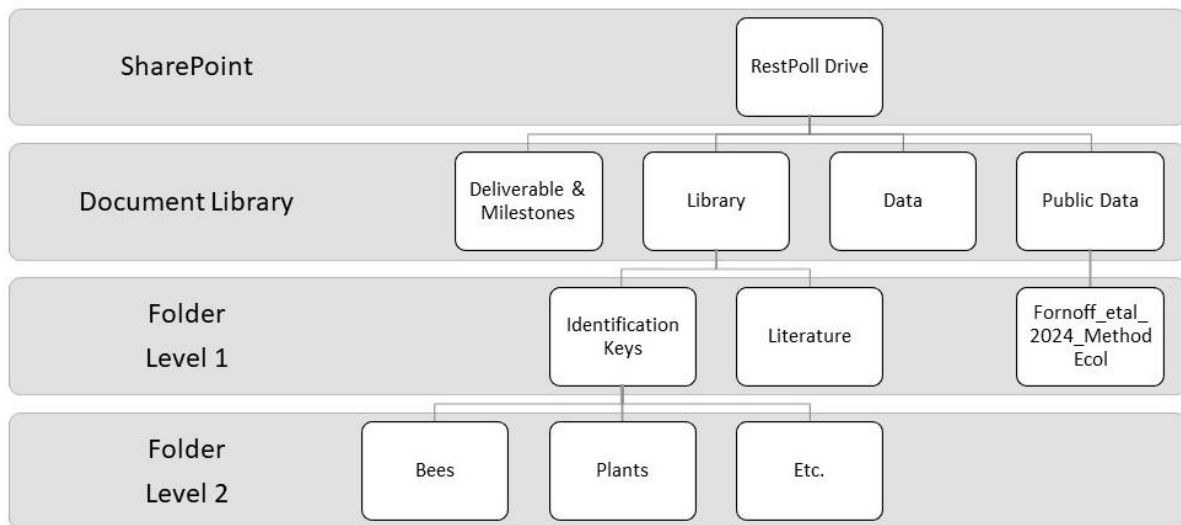 SharePoint
RestPoll Drive
Document Library
Deliverable &
Milestones
Library
Data
Public Data
Folder
Level 1
Identification
Keys
Literature
Fornoff_etal_
2024_Method
Ecol
Folder
Level 2
Bees
Plants
Etc.